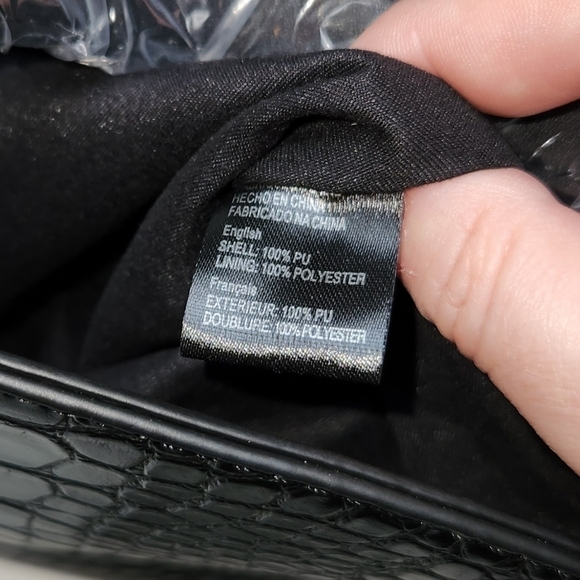 HECHO EN CHINA
FABRICADO NA CHINA
English
SHELL: 100% PU
LINING: 100% POLYESTER
Français
EXTERIEUR: 100% PU
DOUBLURE: 100% POLYESTER